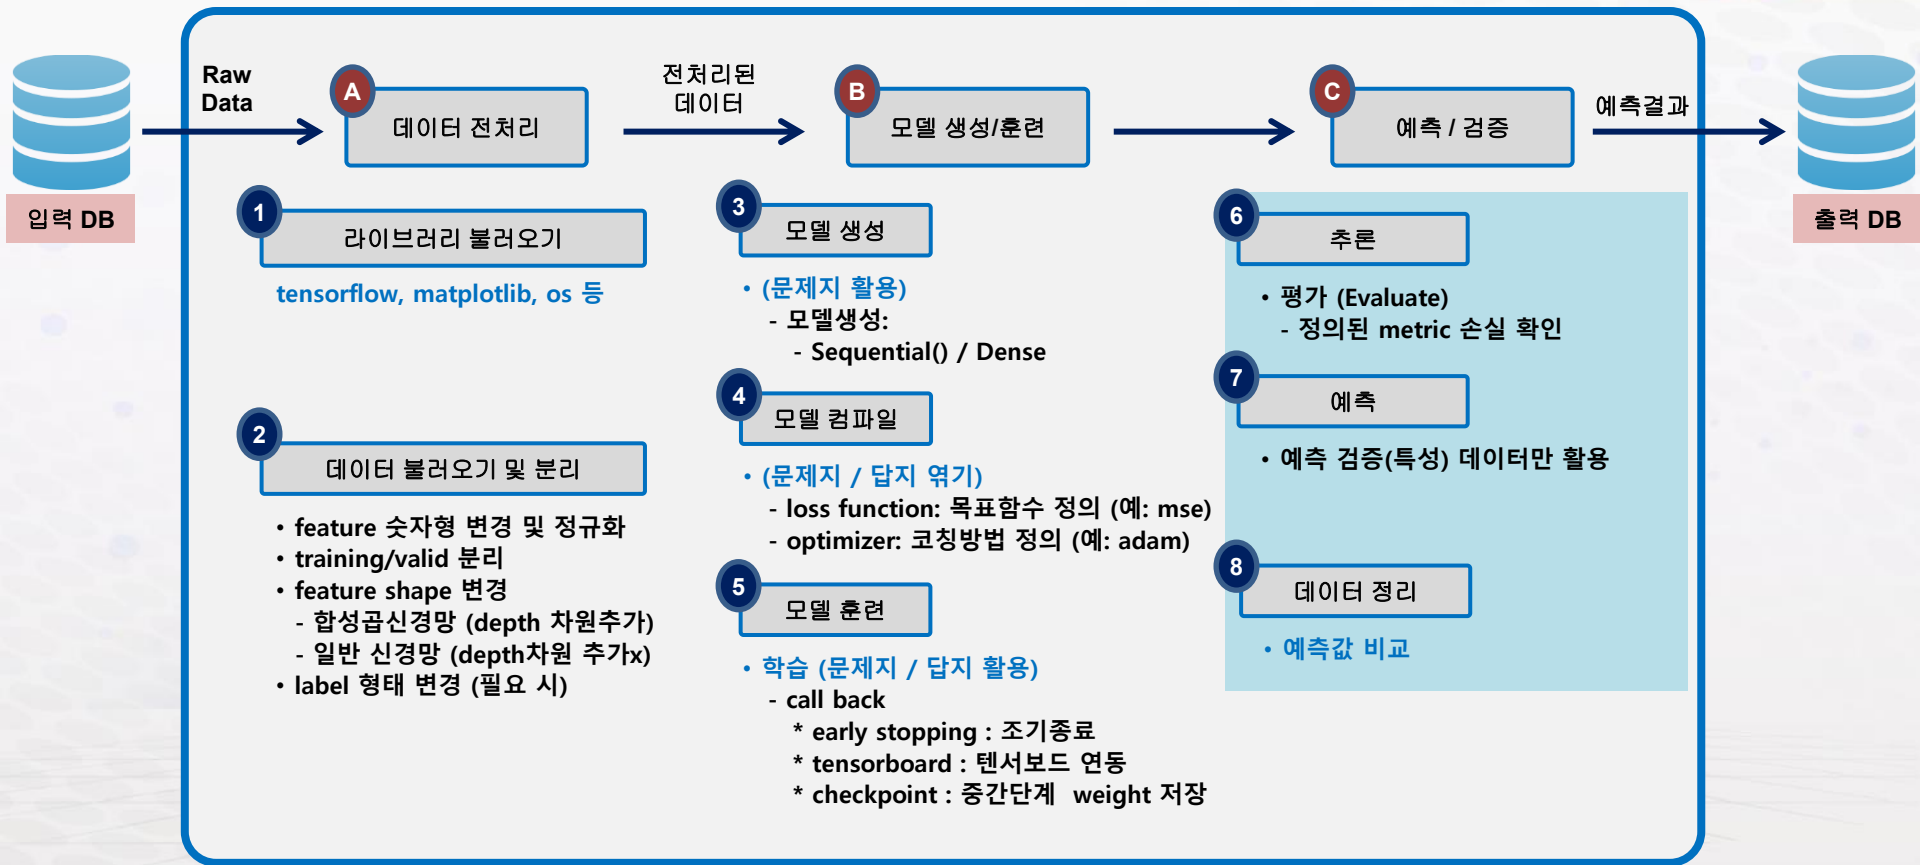 입력 DB
Raw
Data
A
데이터 전처리
전처리된
데이터
B
모델 생성/훈련
C
예측 / 검증
예측결과
출력 DB
1
라이브러리 불러오기
tensorflow, matplotlib, os 등
2
데이터 불러오기 및 분리
• feature 숫자형 변경 및 정규화
• training/valid 분리
• feature shape 변경
- 합성곱신경망 (depth 차원추가)
- 일반 신경망 (depth차원 추가x)
• label 형태 변경 (필요 시)
3
모델 생성
• (문제지 활용)
- 모델생성:
- Sequential() / Dense
4
모델 컴파일
• (문제지 / 답지 엮기)
- loss function: 목표함수 정의 (예: mse)
- optimizer: 코칭방법 정의 (예: adam)
5
모델 훈련
• 학습 (문제지 / 답지 활용)
- call back
* early stopping : 조기종료
* tensorboard : 텐서보드 연동
* checkpoint : 중간단계 weight 저장
6
추론
• 평가 (Evaluate)
- 정의된 metric 손실 확인
7
예측
• 예측 검증(특성) 데이터만 활용
8
데이터 정리
• 예측값 비교